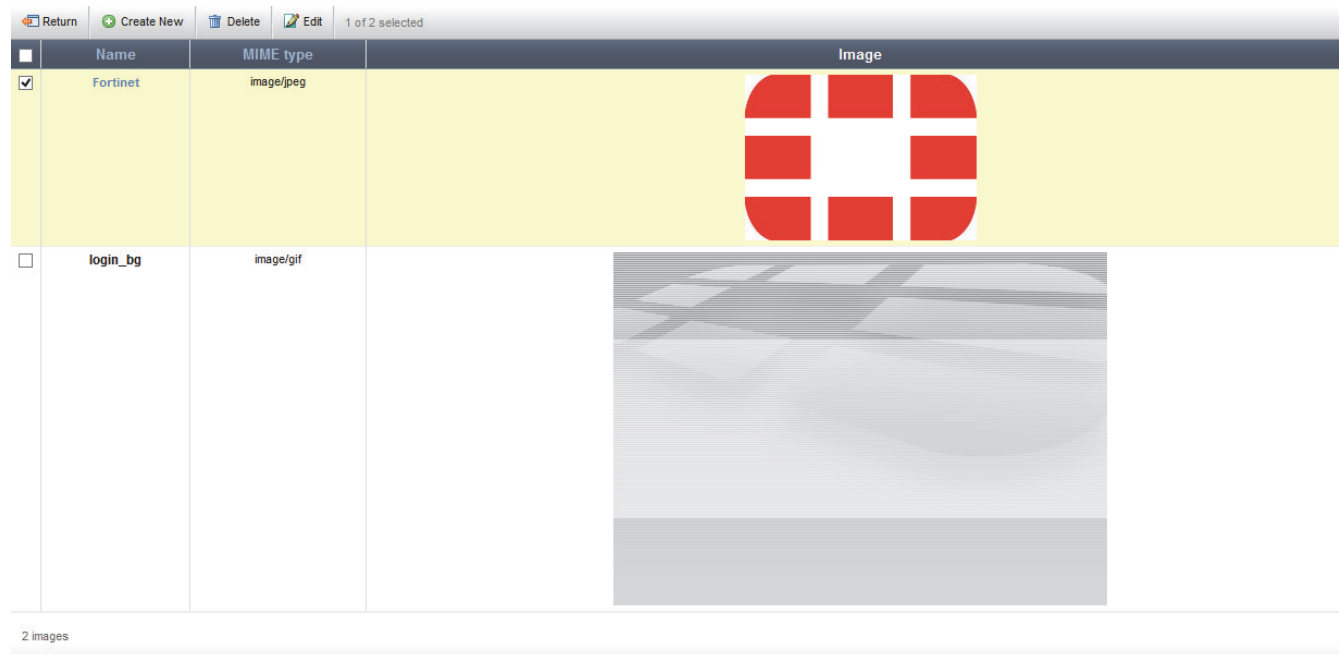 Return Create New Delete Edit 1 of 2 selected
Name MIME type Image
Fortinet image/jpeg
login_bg image/gif
2 images